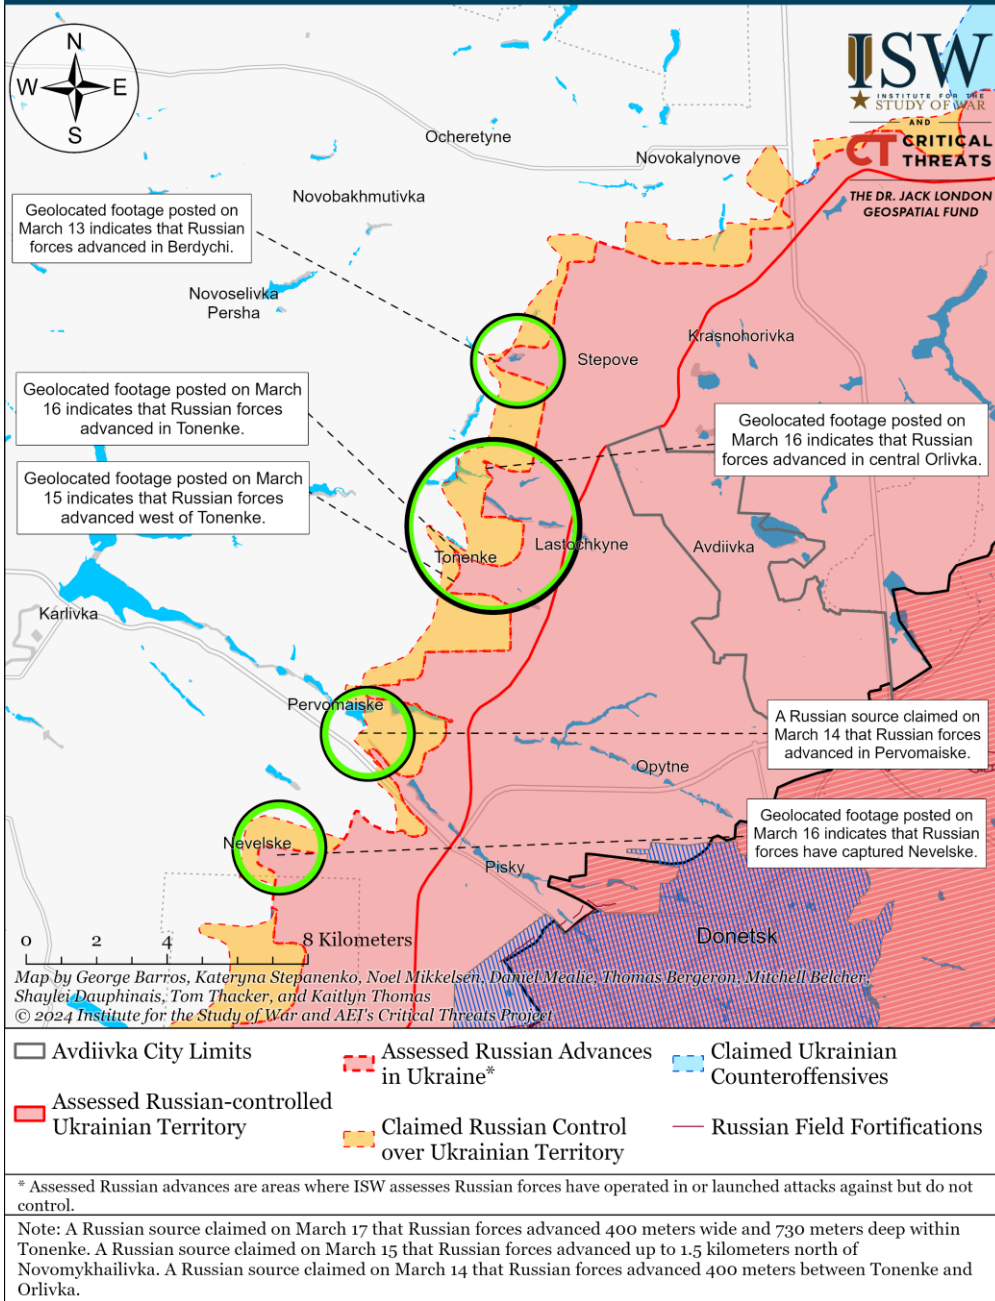 N
W
E
S
ISW
INSTITUTE FOR THE
STUDY OF WAR
AND
CT CRITICAL
THREATS
THE DR. JACK LONDON
GEOSPATIAL FUND
Ocheretyne
Novokalynove
Novobakhmutivka
Geolocated footage posted on
March 13 indicates that Russian
forces advanced in Berdychi.
Novoselivka
Persha
Krasnohorivka
Stepove
Geolocated footage posted on March
16 indicates that Russian forces
advanced in Tonenke.
Geolocated footage posted on
March 16 indicates that Russian
forces advanced in central Orlivka.
Geolocated footage posted on March
15 indicates that Russian forces
advanced west of Tonenke.
Tonenke
Lastochkyne
Avdiivka
Karlivka
Pervomaiske
A Russian source claimed on
March 14 that Russian forces
advanced in Pervomaiske.
Opytne
Geolocated footage posted on
March 16 indicates that Russian
forces have captured Nevelske.
Nevelske
Pisky
Donetsk
0 2 4 8 Kilometers
Map by George Barros, Kateryna Stepanenko, Noel Mikkelsen, Daniel Mealie, Thomas Bergeron, Mitchell Belcher,
Shaylei Dauphinais, Tom Thacker, and Kaitlyn Thomas
© 2024 Institute for the Study of War and AEI's Critical Threats Project
Avdiivka City Limits
Assessed Russian-controlled
Ukrainian Territory
Assessed Russian Advances
in Ukraine*
Claimed Russian Control
over Ukrainian Territory
Claimed Ukrainian
Counteroffensives
Russian Field Fortifications
* Assessed Russian advances are areas where ISW assesses Russian forces have operated in or launched attacks against but do not
control.
Note: A Russian source claimed on March 17 that Russian forces advanced 400 meters wide and 730 meters deep within
Tonenke. A Russian source claimed on March 15 that Russian forces advanced up to 1.5 kilometers north of
Novomykhailivka. A Russian source claimed on March 14 that Russian forces advanced 400 meters between Tonenke and
Orlivka.